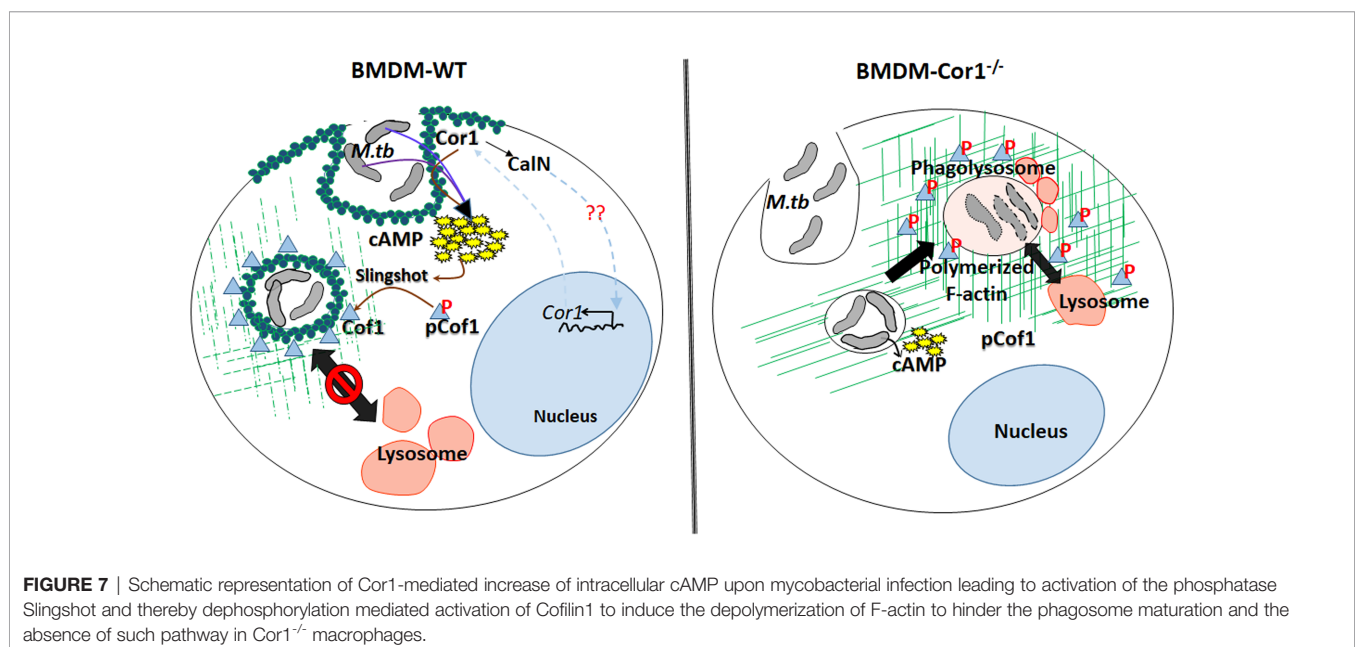 BMDM-WT
Cor1
M.tb
CalN
??
cAMP
Slingshot
P
Cof1
pCof1
Cor1
Nucleus
Lysosome
BMDM-Cor1-/-
P
P
Phagolysosome
P
M.tb
P
P
P
P
P
Polymerized
F-actin
Lysosome
pCof1
cAMP
Nucleus
FIGURE 7 | Schematic representation of Cor1-mediated increase of intracellular cAMP upon mycobacterial infection leading to activation of the phosphatase
Slingshot and thereby dephosphorylation mediated activation of Cofilin1 to induce the depolymerization of F-actin to hinder the phagosome maturation and the
absence of such pathway in Cor1-/- macrophages.